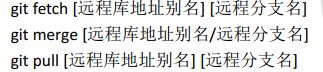 git fetch [远程库地址别名] [远程分支名]
git merge [远程库地址别名/远程分支名]
git pull [远程库地址别名] [远程分支名]